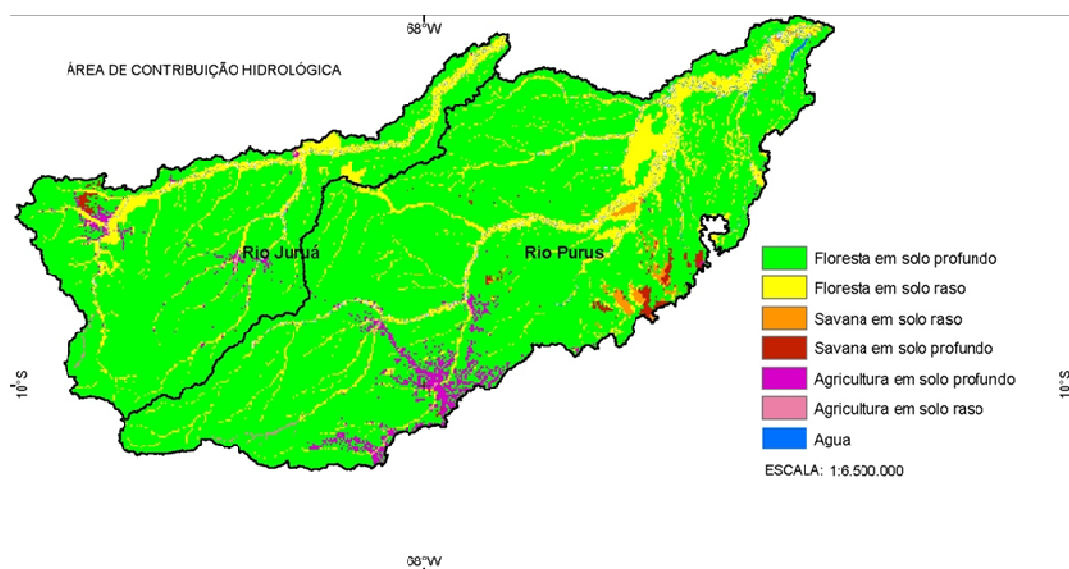 68°W
ÁREA DE CONTRIBUIÇÃO HIDROLÓGICA
Rio Juruá
Rio Purus
Floresta em solo profundo
Floresta em solo raso
Savana em solo raso
Savana em solo profundo
Agricultura em solo profundo
Agricultura em solo raso
Agua
ESCALA: 1:6.500.000
10°S
10°S
68°W